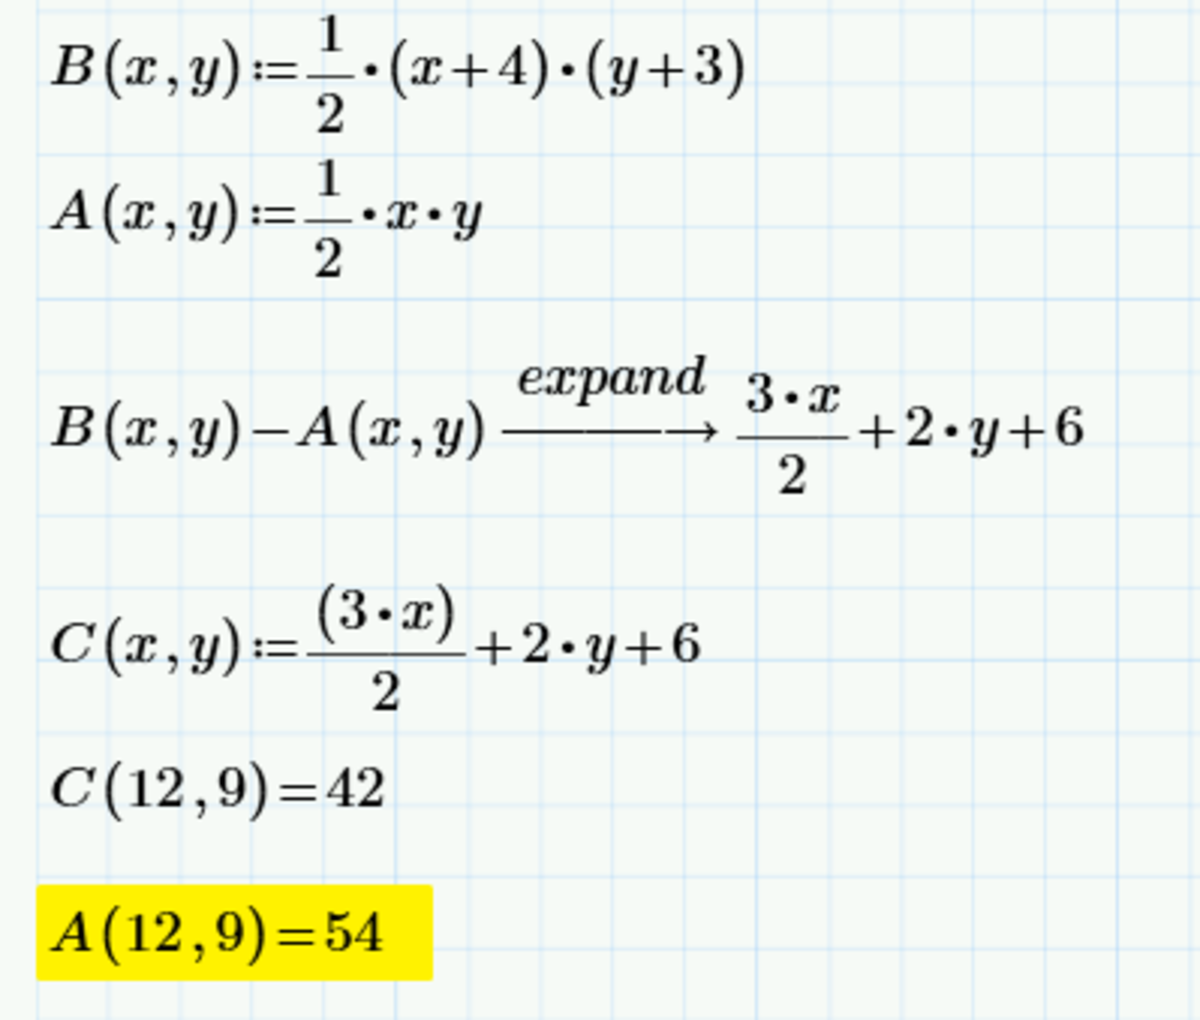 B(x,y):=1/2·(x+4)·(y+3)
A(x,y):=1/2·x·y
B(x,y)−A(x,y) expand→ 3·x/2+2·y+6
C(x,y):=(3·x)/2+2·y+6
C(12,9)=42
A(12,9)=54